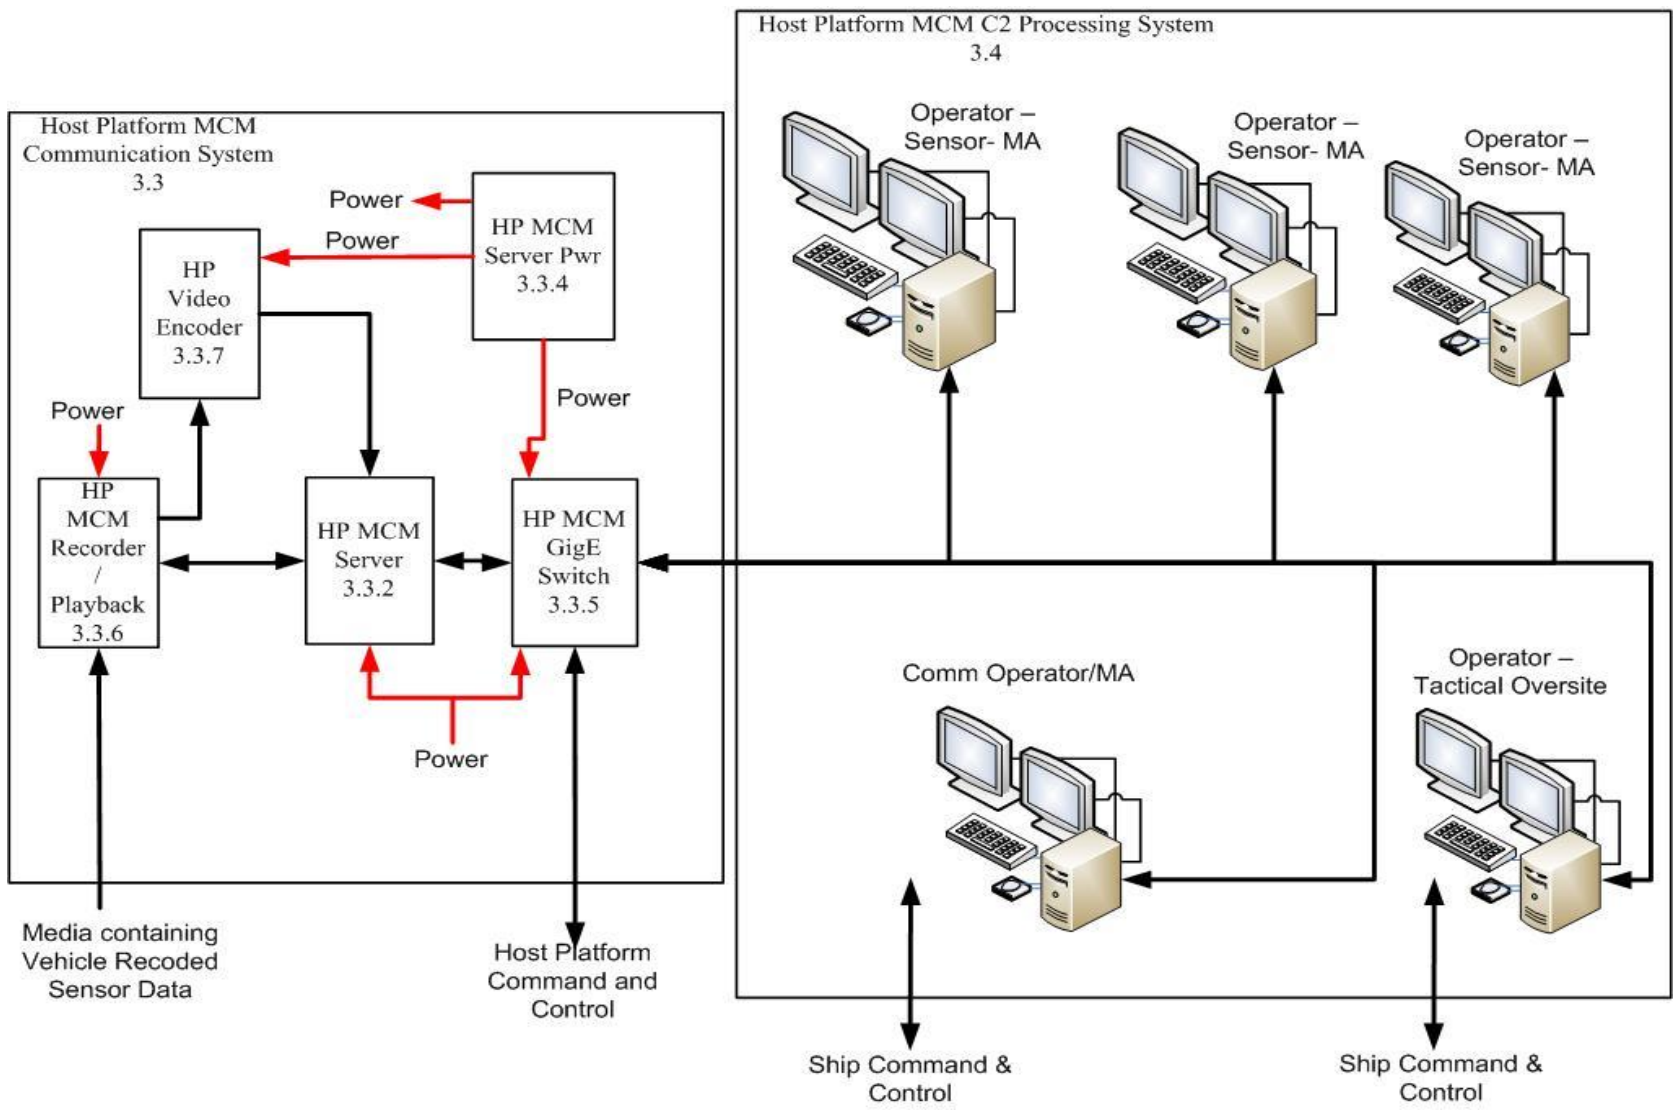 Host Platform MCM C2 Processing System
3.4
Operator –
Sensor- MA
Operator –
Sensor- MA
Operator –
Sensor- MA
Host Platform MCM
Communication System
3.3
Power
Power
HP MCM
Server Pwr
3.3.4
HP
Video
Encoder
3.3.7
Power
Power
HP
MCM
Recorder
/
Playback
3.3.6
HP MCM
Server
3.3.2
HP MCM
GigE
Switch
3.3.5
Power
Comm Operator/MA
Operator –
Tactical Oversite
Media containing
Vehicle Recoded
Sensor Data
Host Platform
Command and
Control
Ship Command &
Control
Ship Command &
Control